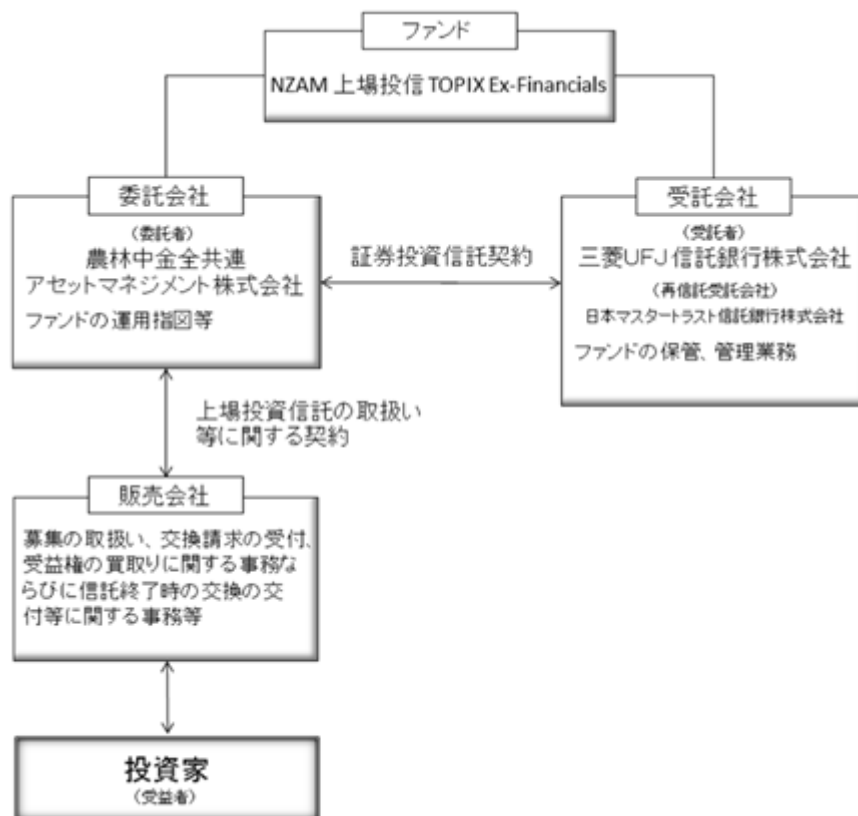 ファンド
NZAM 上場投信 TOPIX Ex-Financials
委託会社
(委託者)
農林中金全共連
アセットマネジメント株式会社
ファンドの運用指図等
証券投資信託契約
受託会社
(受託者)
三菱UFJ信託銀行株式会社
(再信託受託会社)
日本マスタートラスト信託銀行株式会社
ファンドの保管、管理業務
上場投資信託の取扱い
等に関する契約
販売会社
募集の取扱い、交換請求の受付、
受益権の買取りに関する事務な
らびに信託終了時の交換の交
付等に関する事務等
投資家
(受益者)